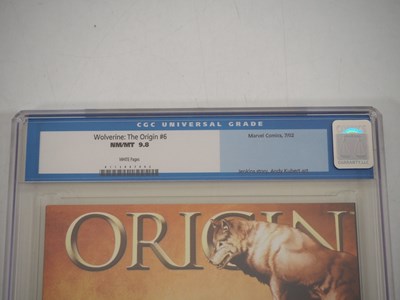 CGC UNIVERSAL GRADE
Wolverine: The Origin #6
Marvel Comics, 7/02
NM/MT 9.8
WHITE Pages
ORIGIN